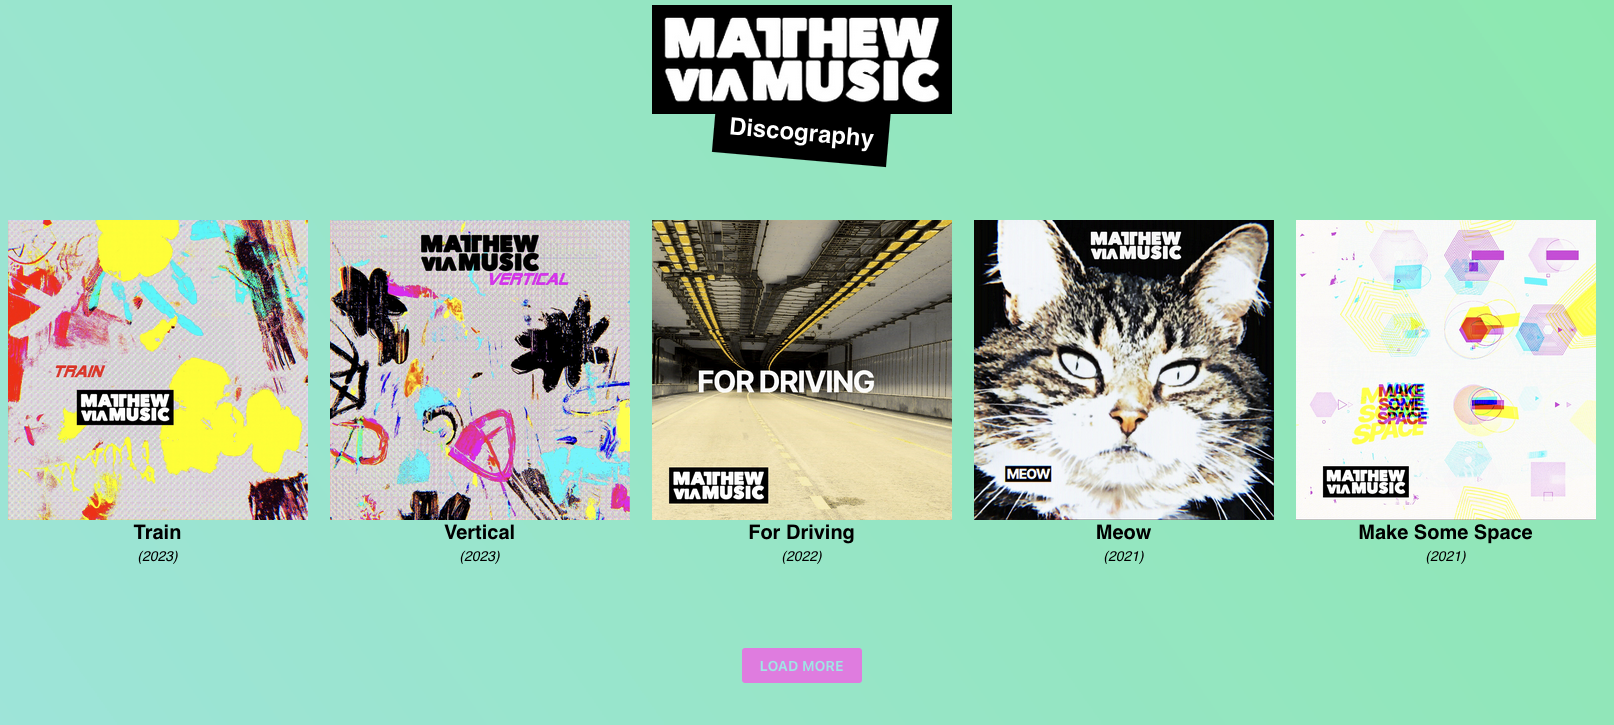 MATTHEW
VIA MUSIC
Discography
TRAIN
MATTHEW
VIA MUSIC
Train
(2023)
MATTHEW
VIA MUSIC
VERTICAL
Vertical
(2023)
FOR DRIVING
MATTHEW
VIA MUSIC
For Driving
(2022)
MATTHEW
VIA MUSIC
MEOW
Meow
(2021)
MAKE
SOME
SPACE
SPACE
MATTHEW
VIA MUSIC
Make Some Space
(2021)
LOAD MORE